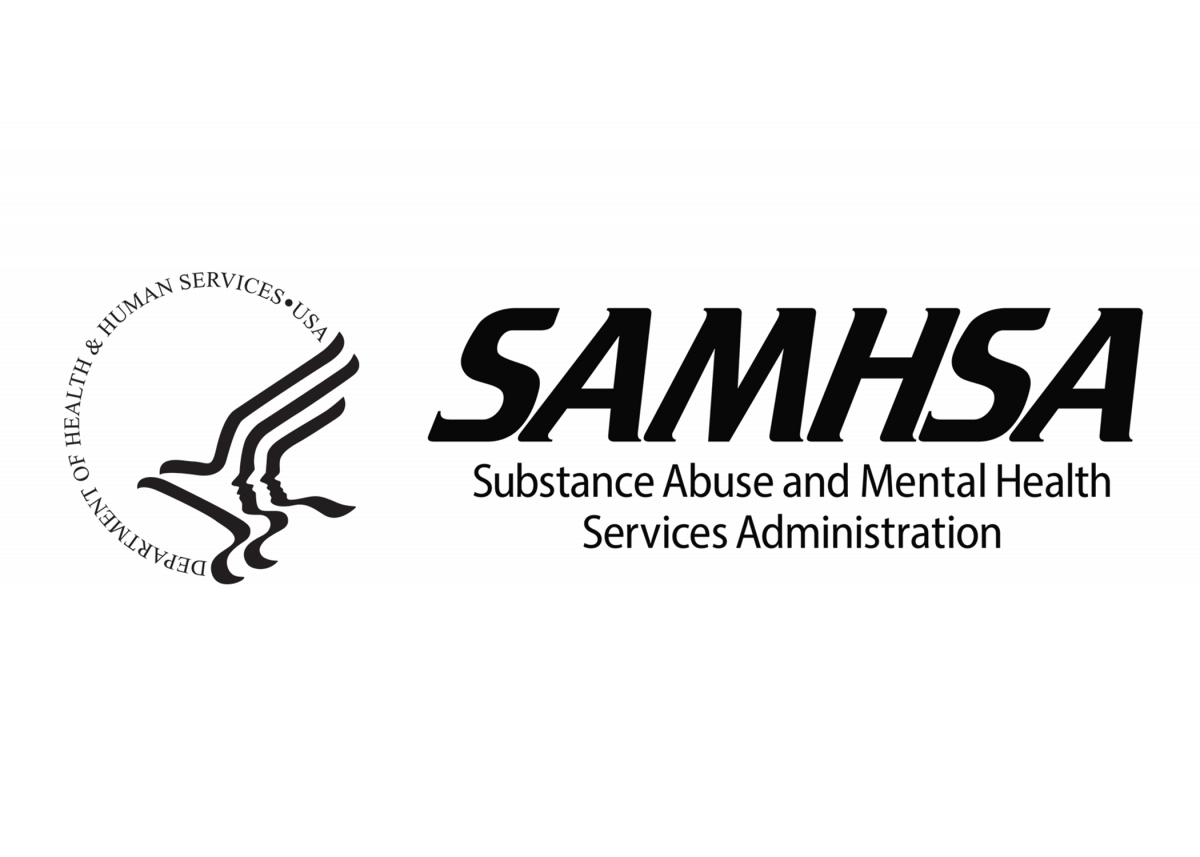 DEPARTMENT OF HEALTH & HUMAN SERVICES•USA
SAMHSA
Substance Abuse and Mental Health
Services Administration